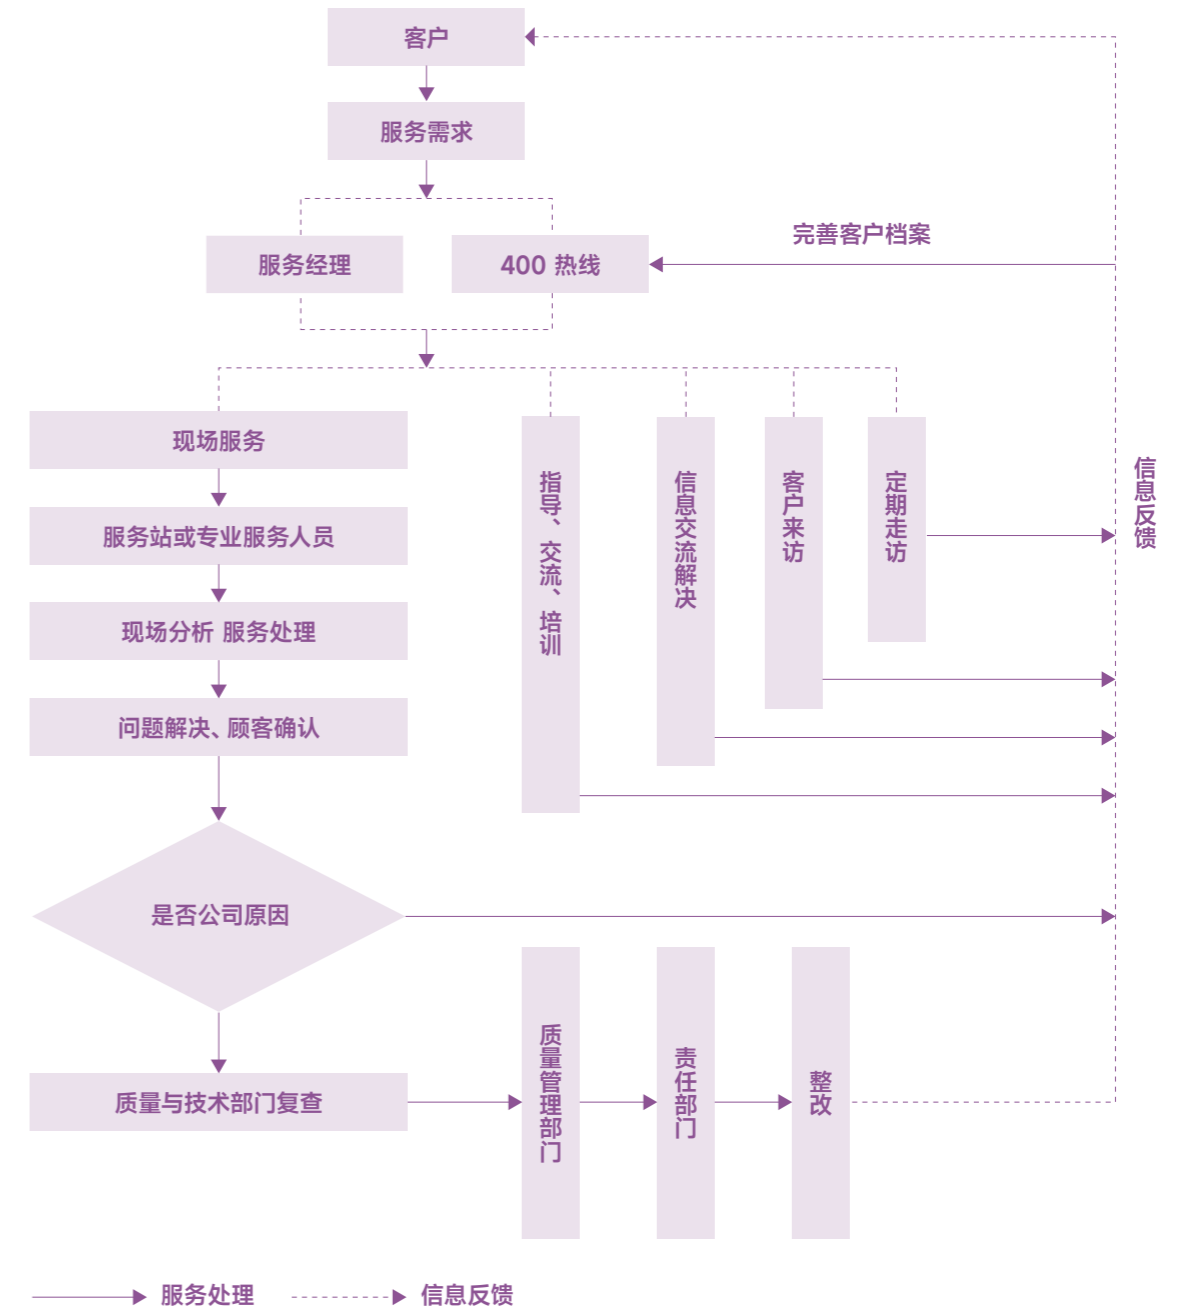 客户
服务需求
服务经理
400 热线
完善客户档案
现场服务
服务站或专业服务人员
现场分析 服务处理
问题解决、顾客确认
是否公司原因
质量与技术部门复查
指导、交流、培训
信息交流解决
客户来访
定期走访
信息反馈
质量管理部门
责任部门
整改
服务处理
信息反馈